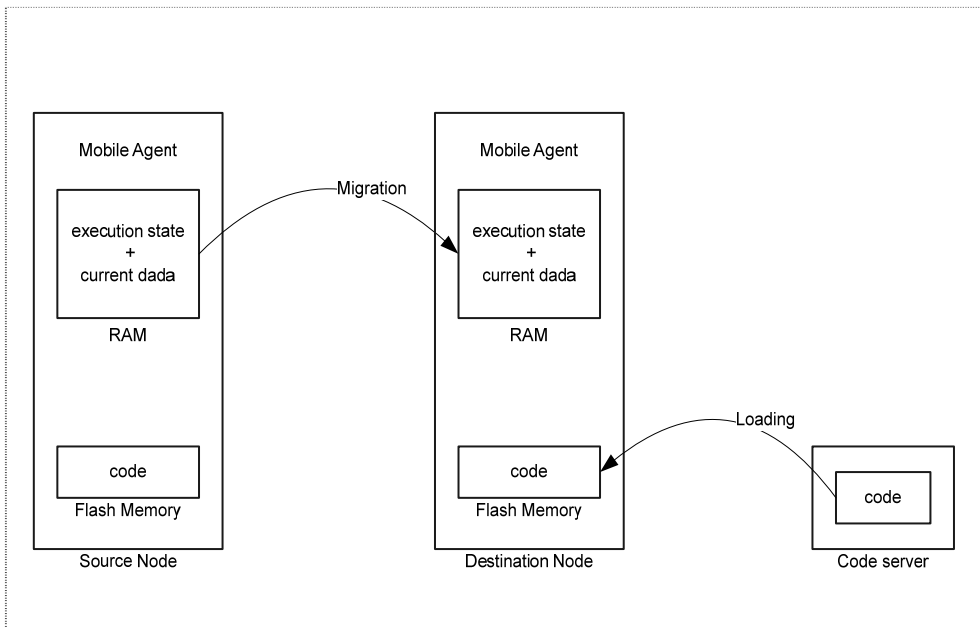 Mobile Agent
execution state
+
current dada
RAM
code
Flash Memory
Source Node
Migration
Mobile Agent
execution state
+
current dada
RAM
code
Flash Memory
Destination Node
Loading
code
Code server